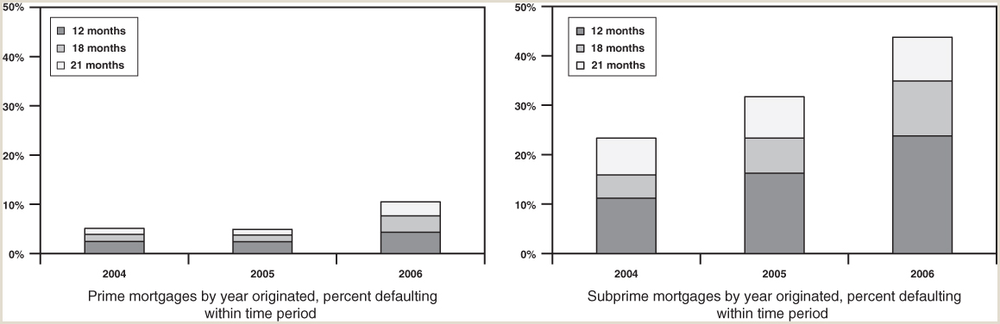 50%
40%
30%
20%
10%
0%
12 months
18 months
21 months
2004 2005 2006
Prime mortgages by year originated, percent defaulting
within time period
50%
40%
30%
20%
10%
0%
12 months
18 months
21 months
2004 2005 2006
Subprime mortgages by year originated, percent defaulting
within time period